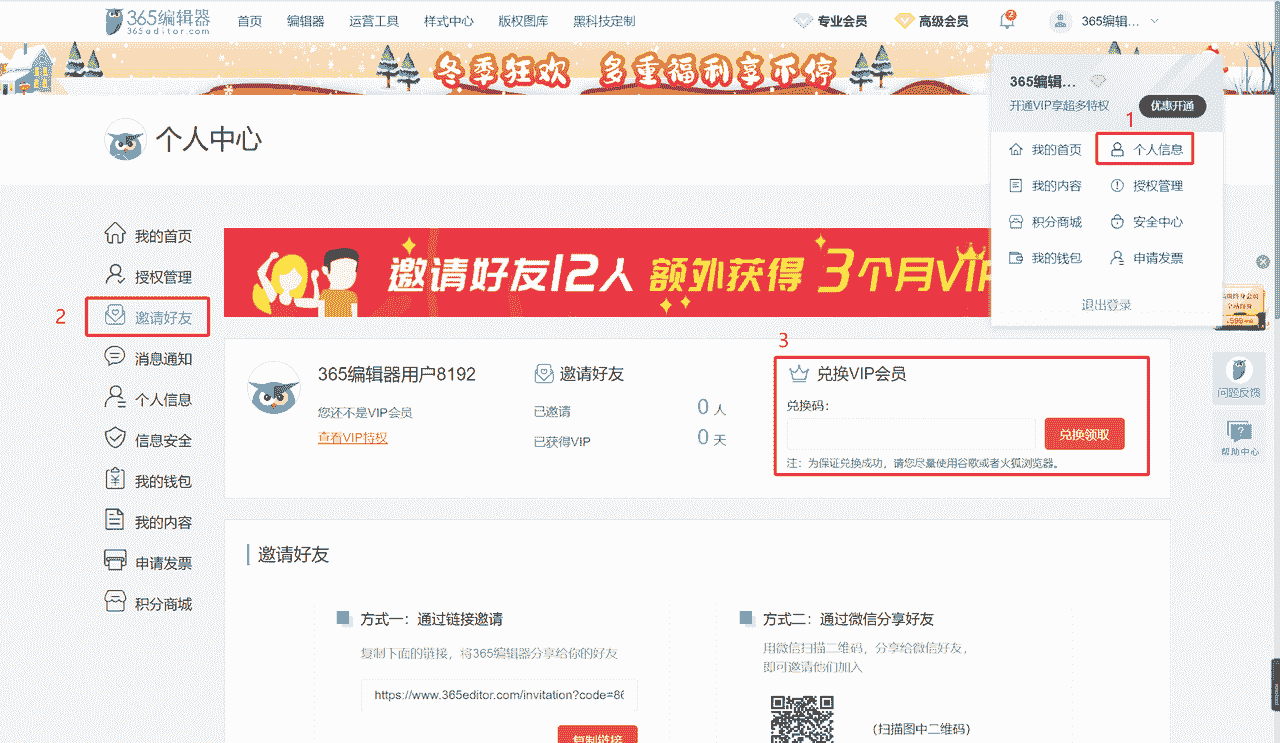 365编辑器
365editor.com
首页 编辑器 运营工具 样式中心 版权图库 黑科技定制
专业会员 高级会员 2 365编辑...
冬季狂欢 多重福利享不停
365编辑...
开通VIP享超多特权 优惠开通
1
我的首页 个人信息
我的内容 授权管理
积分商城 安全中心
我的钱包 申请发票
退出登录
个人中心
我的首页
授权管理
2 邀请好友
消息通知
个人信息
信息安全
我的钱包
我的内容
申请发票
积分商城
邀请好友12人 额外获得 3个月VIP
3
365编辑器用户8192
您还不是VIP会员
查看VIP特权
邀请好友
已邀请 0 人
已获得VIP 0 天
兑换VIP会员
兑换码:
兑换领取
注:为保证兑换成功,请您尽量使用谷歌或者火狐浏览器。
问题反馈
帮助中心
邀请好友
方式一:通过链接邀请
复制下面的链接,将365编辑器分享给你的好友
https://www.365editor.com/invitation?code=86
复制链接
方式二:通过微信分享好友
用微信扫描二维码,分享给微信好友,
即可邀请他们加入
(扫描图中二维码)